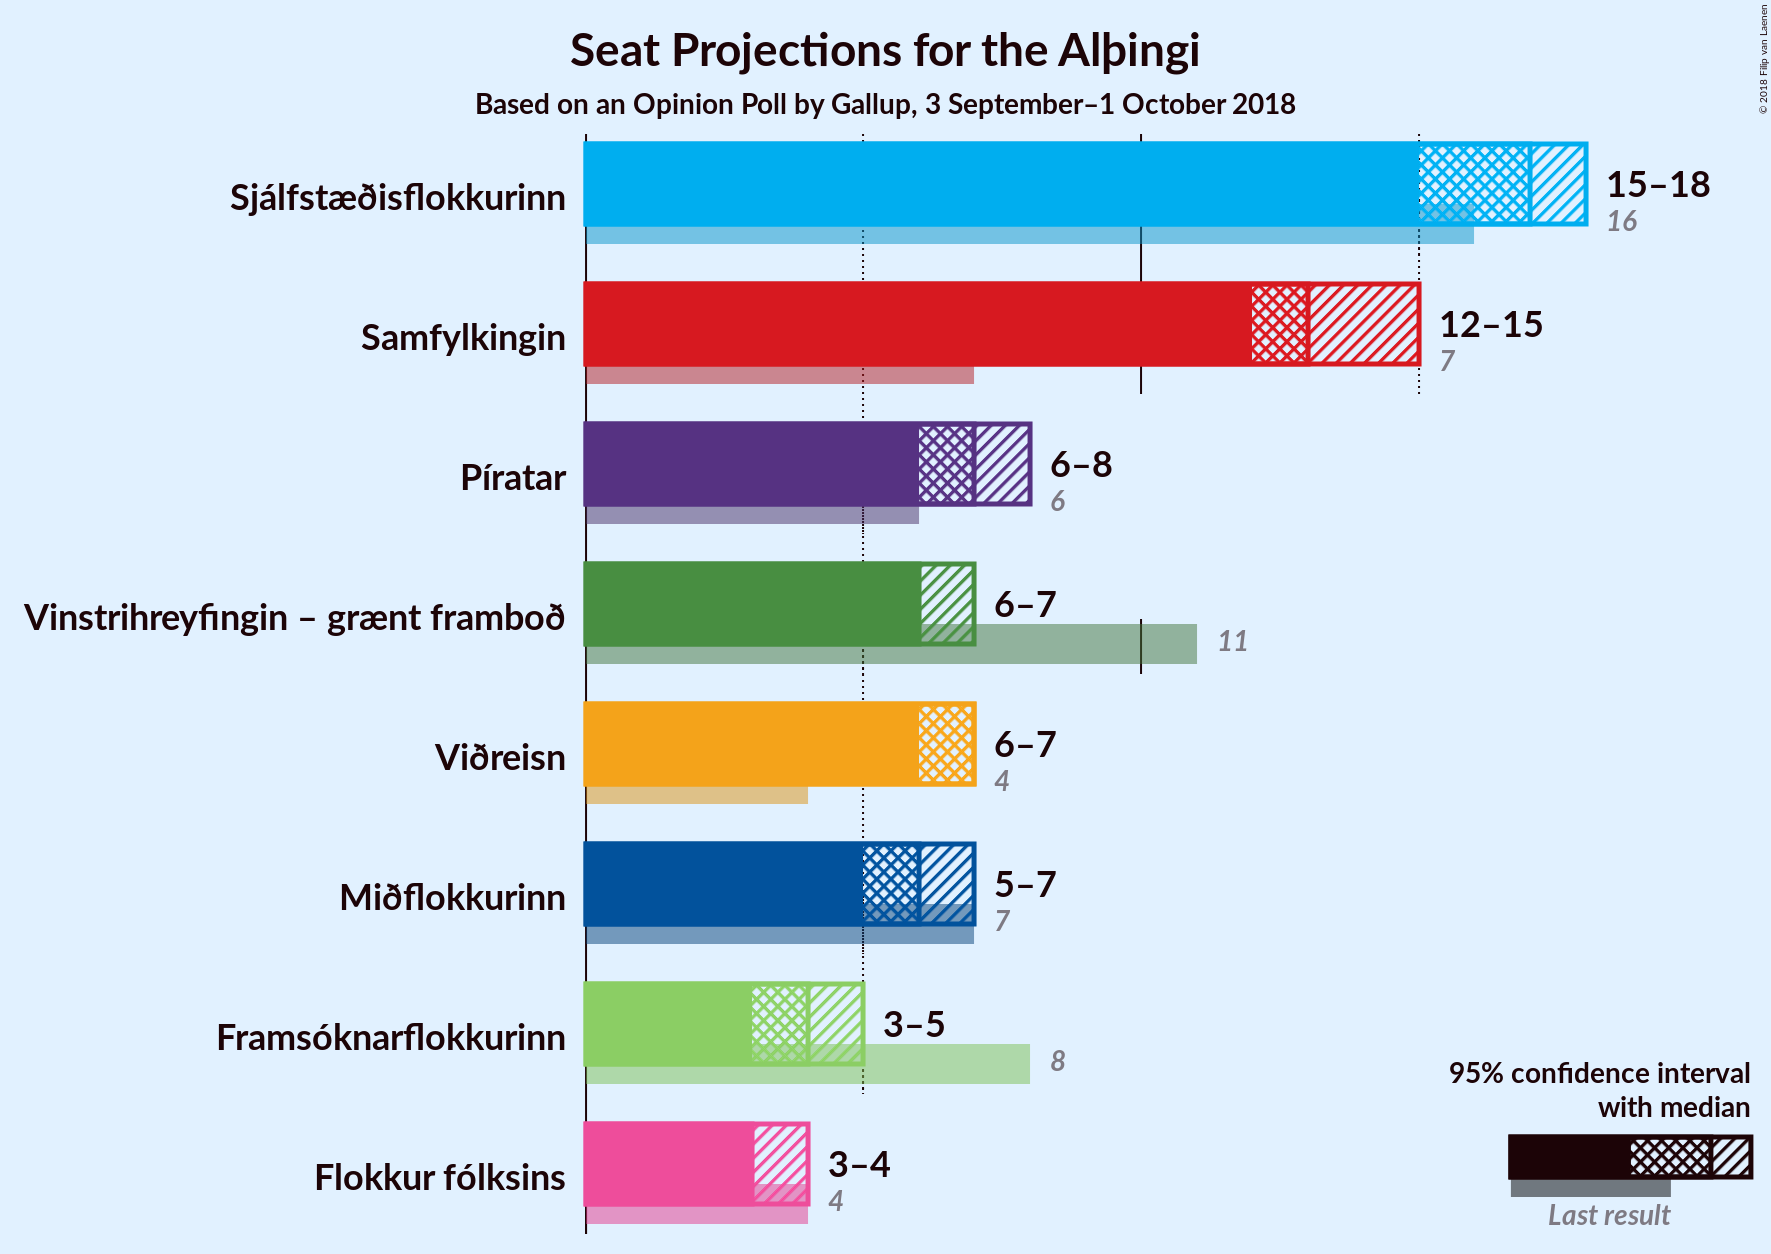 Seat Projections for the Alþingi
Based on an Opinion Poll by Gallup, 3 September–1 October 2018
© 2018 Filip van Laenen
Sjálfstæðisflokkurinn
15–18
16
Samfylkingin
12–15
7
Píratar
6–8
6
Vinstrihreyfingin – grænt framboð
6–7
11
Viðreisn
6–7
4
Miðflokkurinn
5–7
7
Framsóknarflokkurinn
3–5
8
Flokkur fólksins
3–4
4
95% confidence interval
with median
Last result